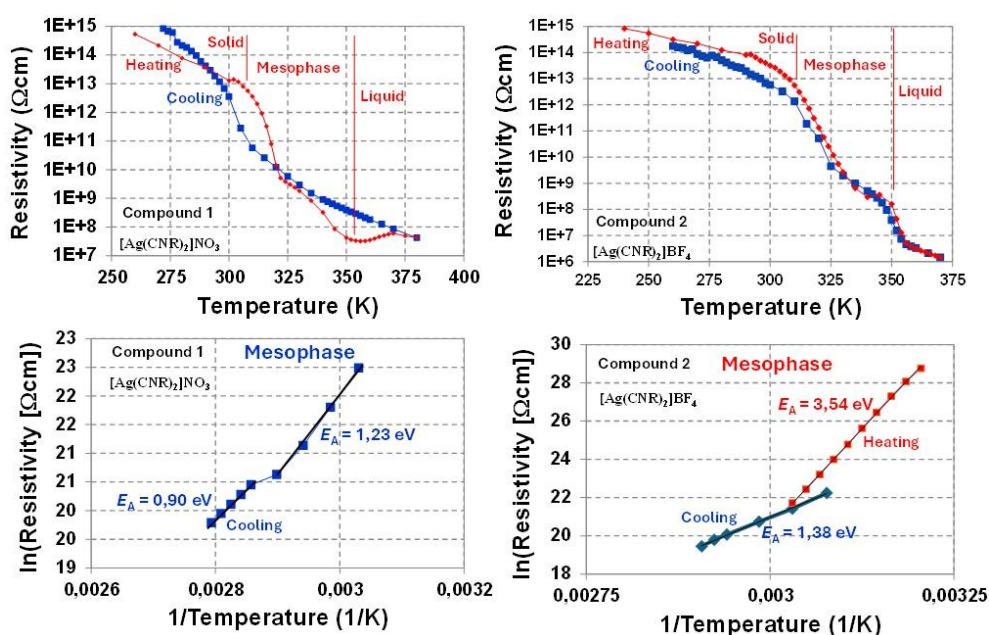 Resistivity (Ωcm)
1E+15
1E+14
1E+13
1E+12
1E+11
1E+10
1E+9
1E+8
1E+7
Solid
Heating
Mesophase
Cooling
Liquid
Compound 1
[Ag(CNR)₂]NO₃
250 275 300 325 350 375 400
Temperature (K)
Resistivity (Ωcm)
1E+15
1E+14
1E+13
1E+12
1E+11
1E+10
1E+9
1E+8
1E+7
1E+6
Solid
Heating
Mesophase
Cooling
Liquid
Compound 2
[Ag(CNR)₂]BF₄
225 250 275 300 325 350 375
Temperature (K)
ln(Resistivity [Ωcm])
23
22
22
21
21
20
20
19
Compound 1
Mesophase
[Ag(CNR)₂]NO₃
E_A = 1,23 eV
E_A = 0,90 eV
Cooling
0,0026 0,0028 0,003 0,0032
1/Temperature (1/K)
ln(Resistivity [Ωcm])
30
28
26
24
22
20
18
Compound 2
Mesophase
[Ag(CNR)₂]BF₄
E_A = 3,54 eV
Heating
Cooling
E_A = 1,38 eV
0,00275 0,003 0,00325
1/Temperature (1/K)